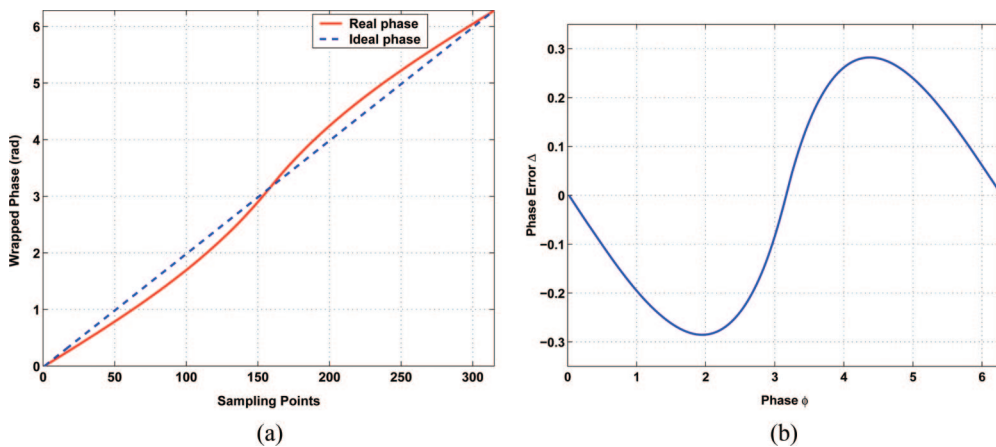 6
5
4
3
2
1
0
Wrapped Phase (rad)
Real phase
Ideal phase
0 50 100 150 200 250 300
Sampling Points
(a)
0.3
0.2
0.1
0
−0.1
−0.2
−0.3
Phase Error Δ
0 1 2 3 4 5 6
Phase ϕ
(b)